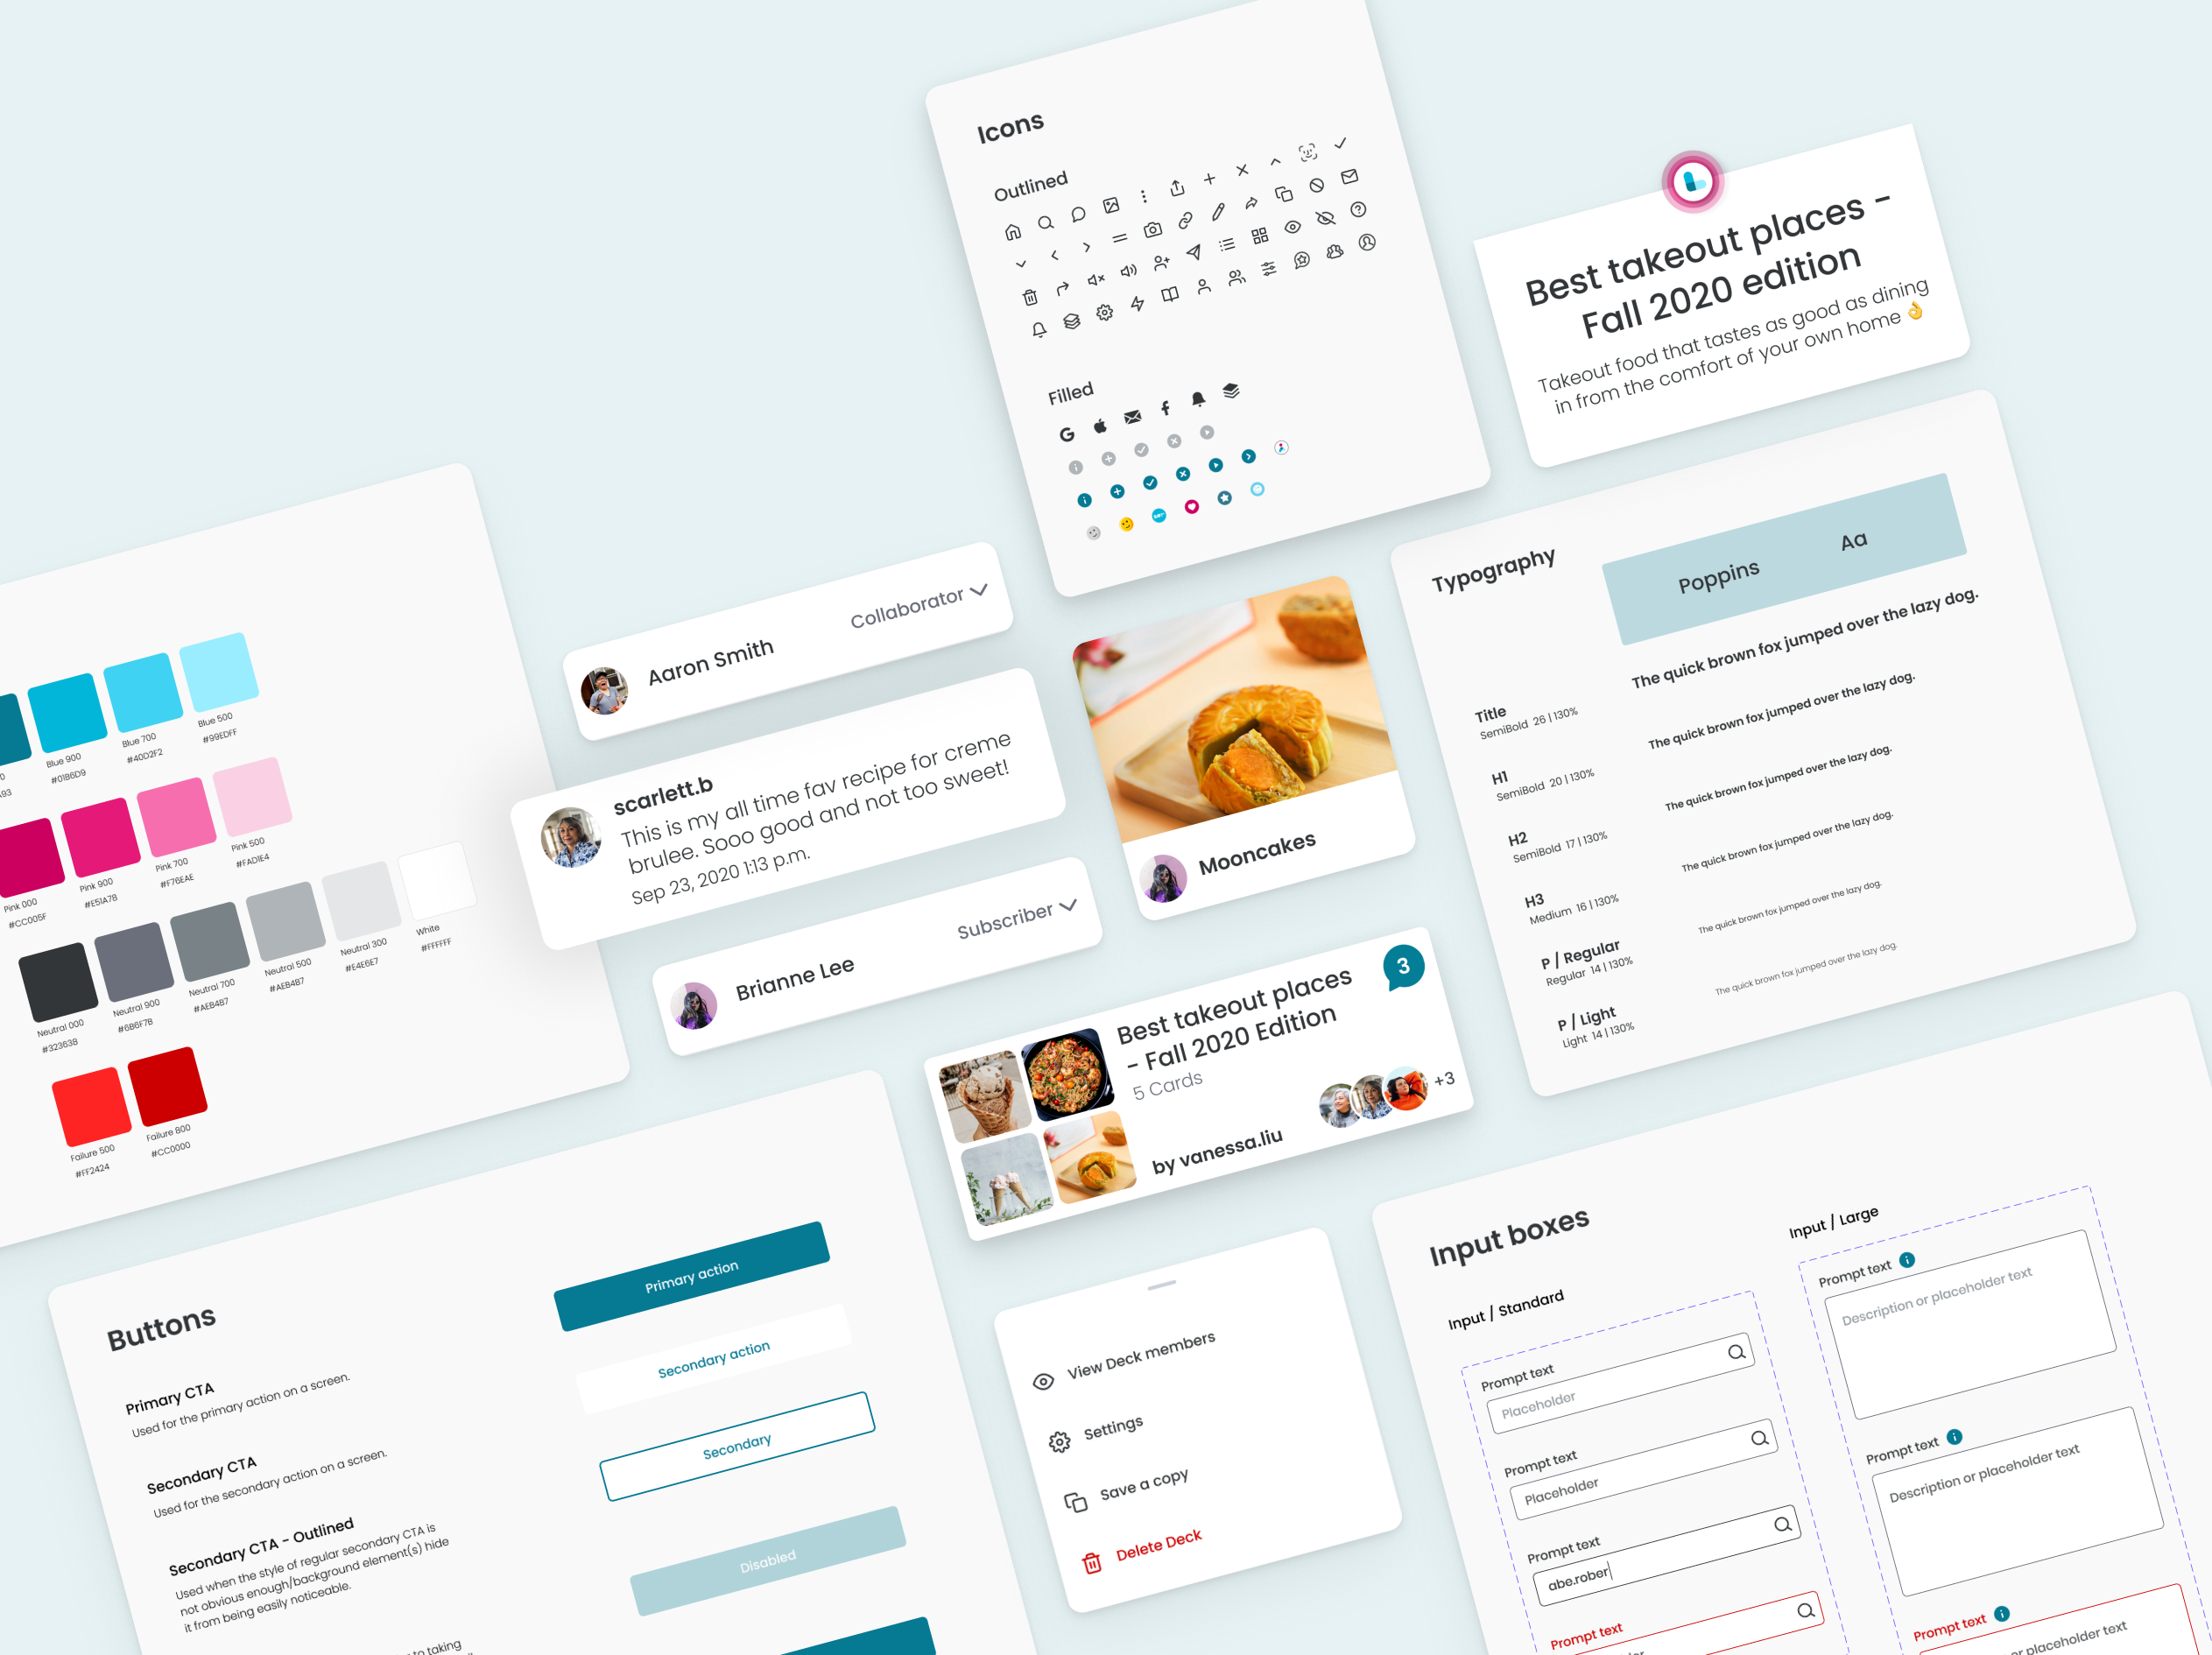 Icons
Outlined
Filled
Best takeout places -
Fall 2020 edition
Takeout food that tastes as good as dining
in from the comfort of your own home 👌
Typography
Poppins
Aa
Title
SemiBold 26 | 130%
The quick brown fox jumped over the lazy dog.
H1
SemiBold 20 | 130%
The quick brown fox jumped over the lazy dog.
H2
SemiBold 17 | 130%
The quick brown fox jumped over the lazy dog.
H3
Medium 16 | 130%
The quick brown fox jumped over the lazy dog.
P / Regular
Regular 14 | 130%
The quick brown fox jumped over the lazy dog.
P / Light
Light 14 | 130%
The quick brown fox jumped over the lazy dog.
Blue 900
#01B6D9
Blue 700
#40D2F2
Blue 500
#99EDFF
Pink 000
#CC005F
Pink 900
#E51A7B
Pink 700
#F76EAE
Pink 500
#FAD1E4
Neutral 000
#323638
Neutral 900
#6B6F7B
Neutral 700
#AEB4B7
Neutral 500
#AEB4B7
Neutral 300
#E4E6E7
White
#FFFFFF
Failure 500
#FF2424
Failure 800
#CC0000
Aaron Smith
Collaborator
scarlett.b
This is my all time fav recipe for creme
brulee. Sooo good and not too sweet!
Sep 23, 2020 1:13 p.m.
Brianne Lee
Subscriber
Mooncakes
Best takeout places
- Fall 2020 Edition
5 Cards
3
by vanessa.liu
+3
View Deck members
Settings
Save a copy
Delete Deck
Buttons
Primary CTA
Used for the primary action on a screen.
Primary action
Secondary CTA
Used for the secondary action on a screen.
Secondary action
Secondary CTA - Outlined
Used when the style of regular secondary CTA is
not obvious enough/background element(s) hide
it from being easily noticeable.
Secondary
Disabled
to taking
Input boxes
Input / Standard
Prompt text
Placeholder
Prompt text
Placeholder
Prompt text
abe.rober
Prompt text
Input / Large
Prompt text
Description or placeholder text
Prompt text
Description or placeholder text
Prompt text
or placeholder text